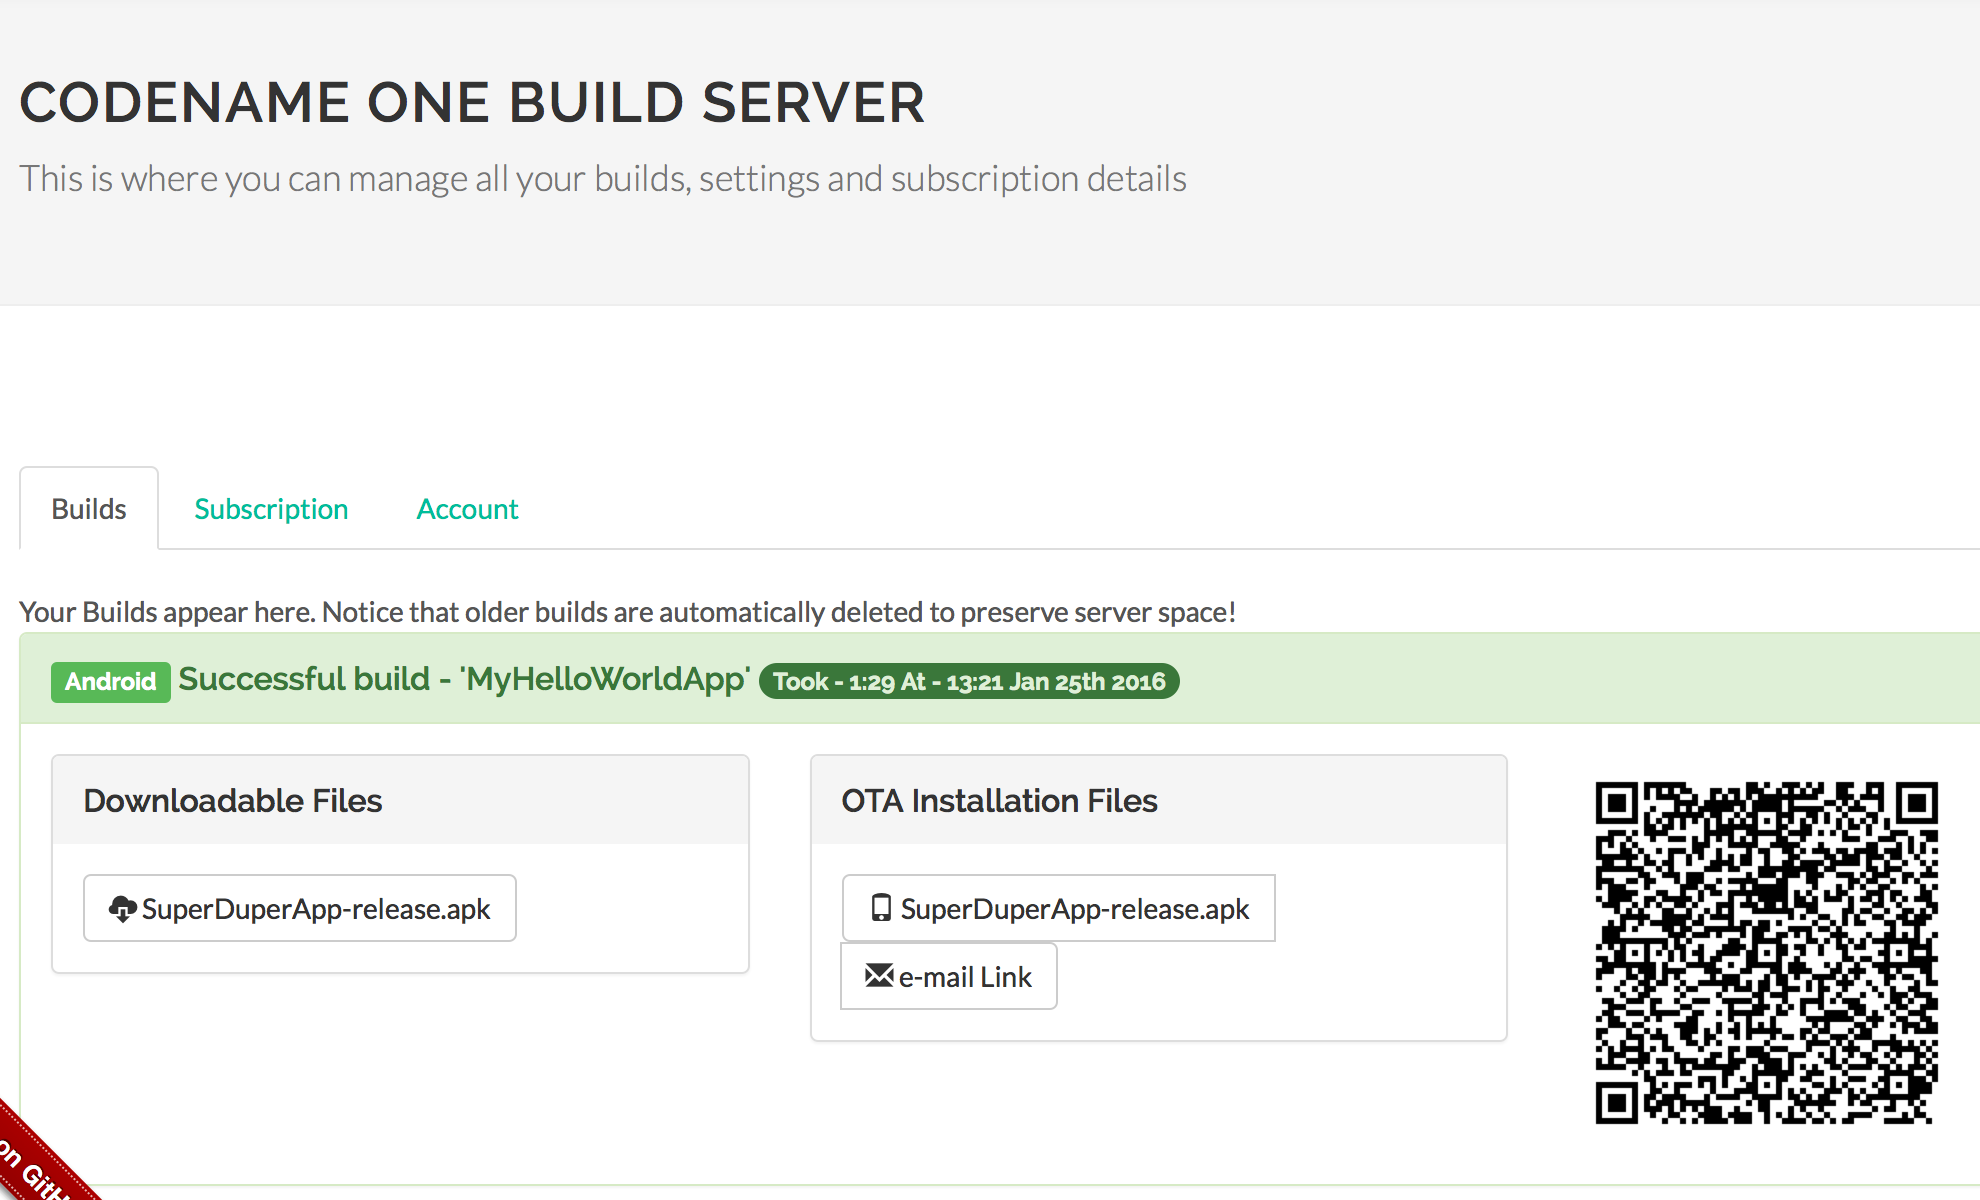 CODENAME ONE BUILD SERVER
This is where you can manage all your builds, settings and subscription details
Builds Subscription Account
Your Builds appear here. Notice that older builds are automatically deleted to preserve server space!
Android Successful build - 'MyHelloWorldApp' Took - 1:29 At - 13:21 Jan 25th 2016
Downloadable Files
SuperDuperApp-release.apk
OTA Installation Files
SuperDuperApp-release.apk
e-mail Link
on